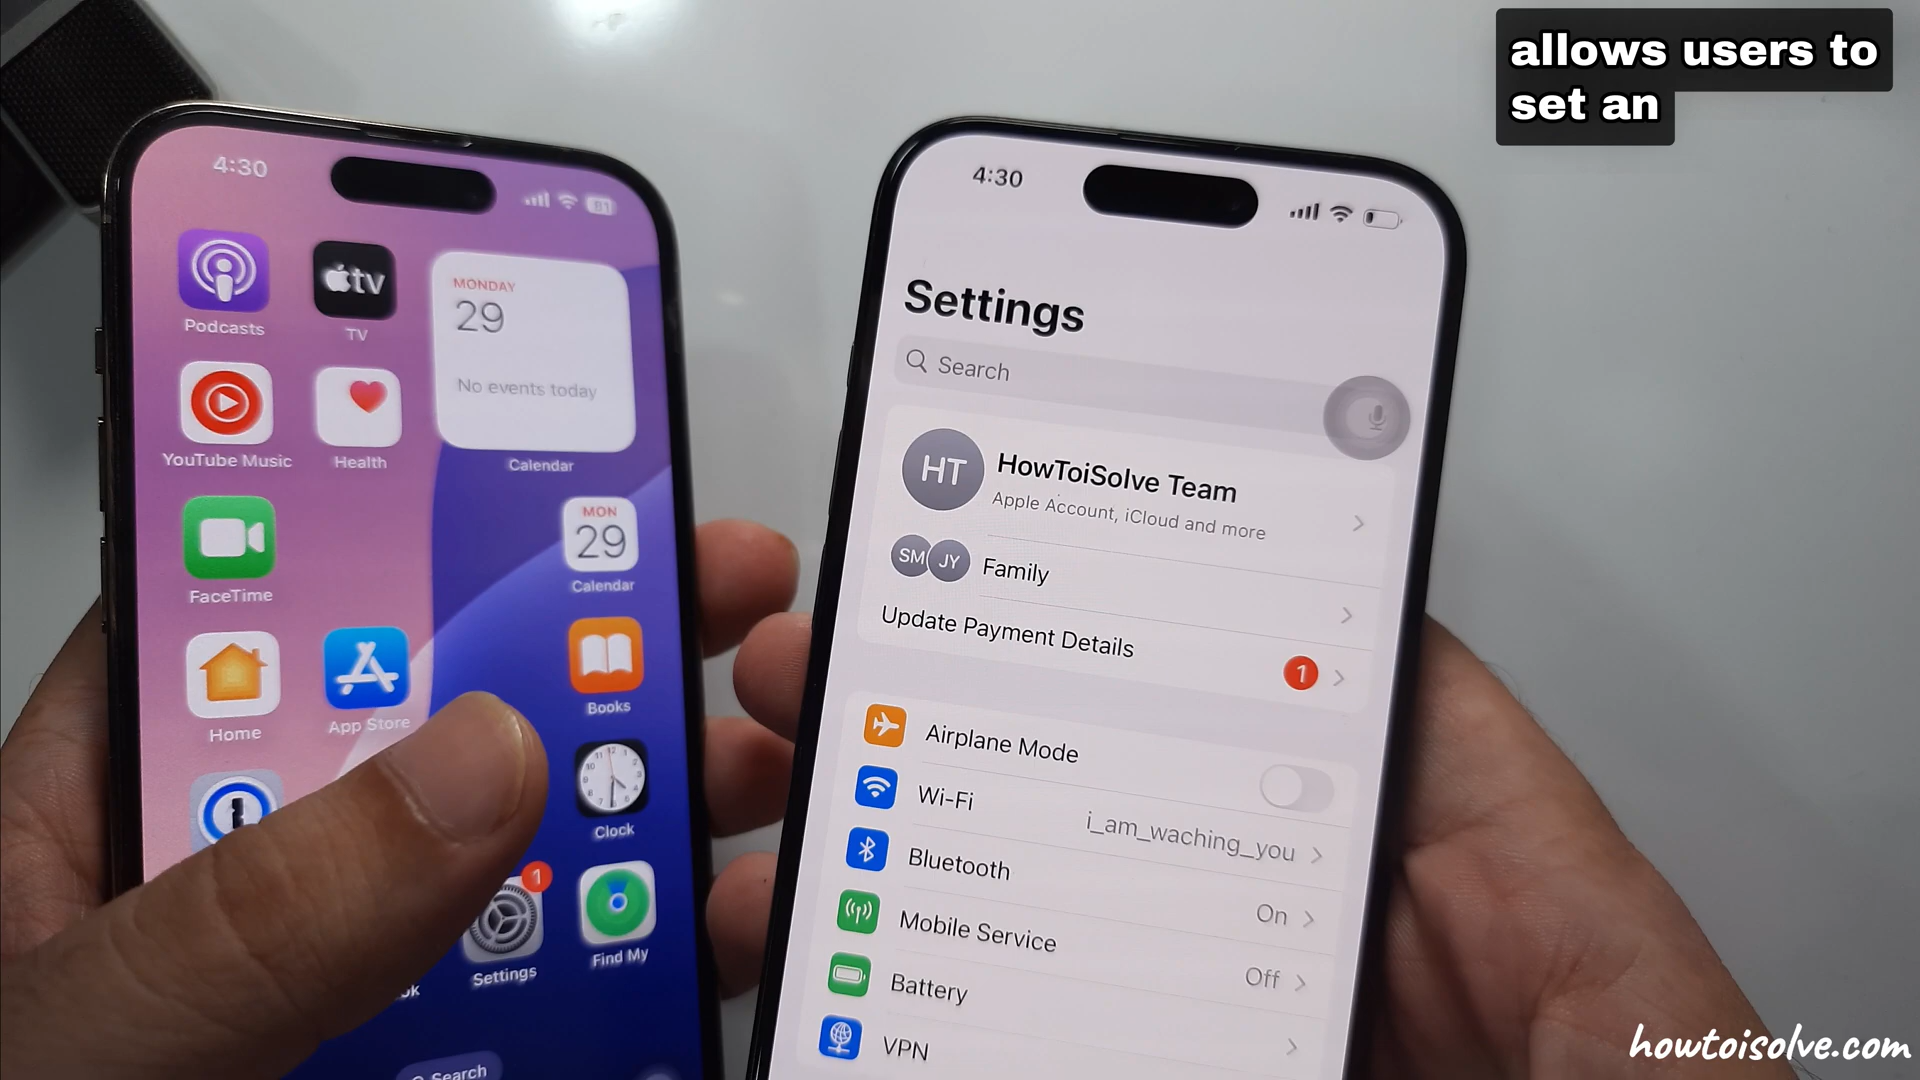 allows users to
set an
4:30
81
Podcasts
tv
TV
MONDAY
29
No events today
Calendar
YouTube Music
Health
FaceTime
MON
29
Calendar
Home
App Store
Books
Clock
1
Settings
Find My
Search
4:30
Settings
Search
HT
HowToiSolve Team
Apple Account, iCloud and more
SM
JY
Family
Update Payment Details
1
Airplane Mode
Wi-Fi
i_am_waching_you
Bluetooth
On
Mobile Service
Off
Battery
VPN
howtoisolve.com